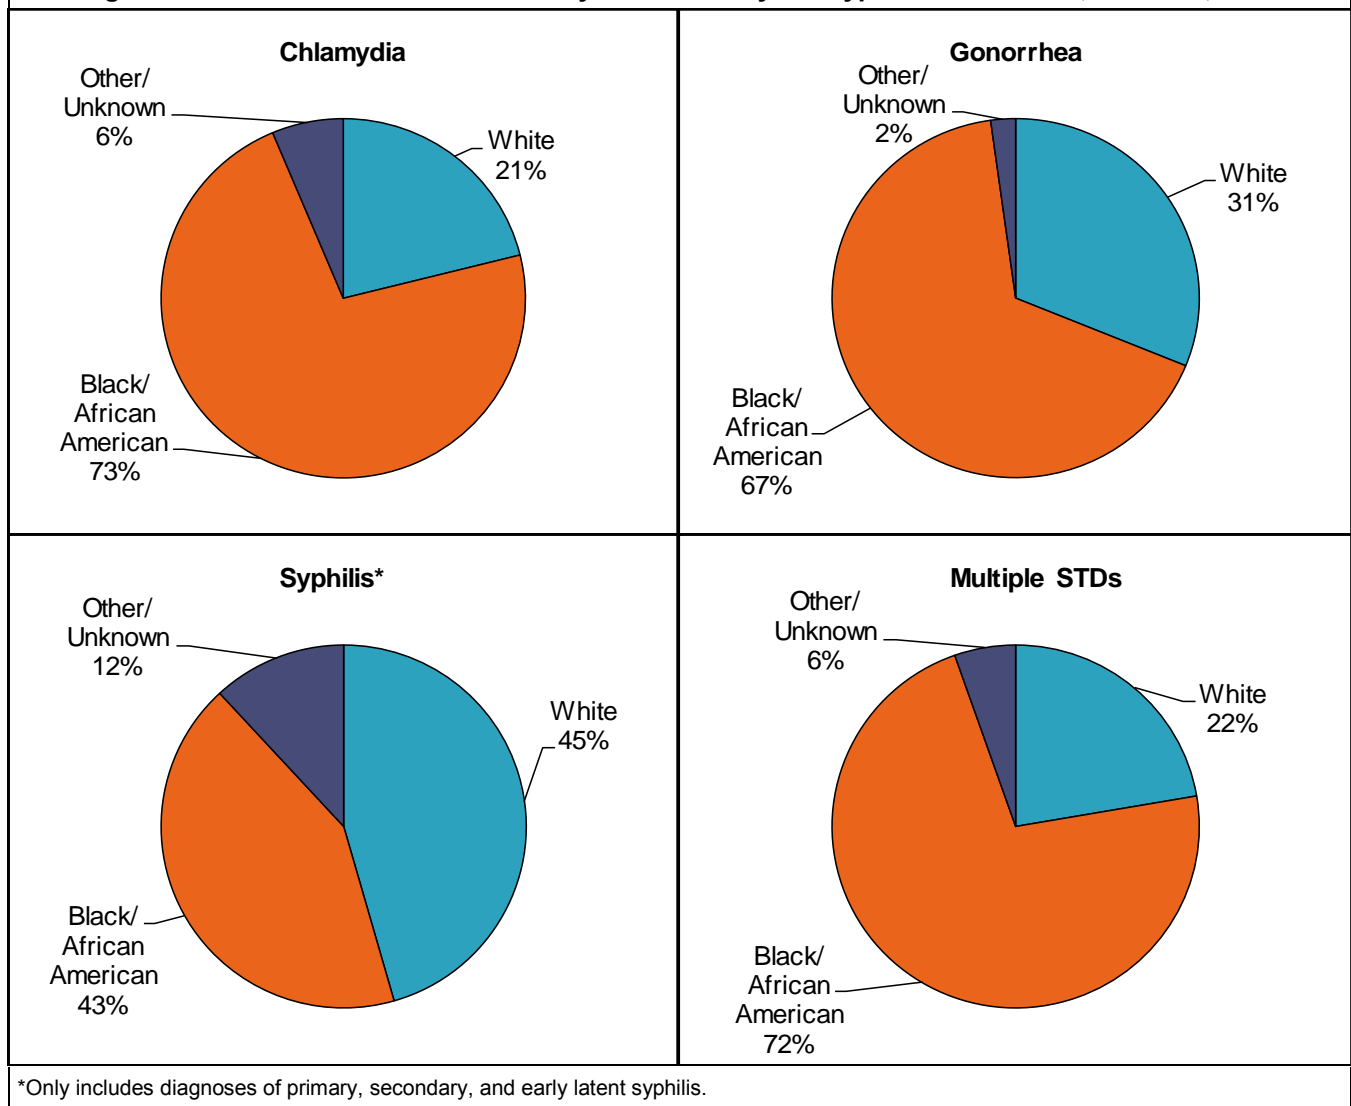 Chlamydia
Other/
Unknown
6%
White
21%
Black/
African
American
73%
Gonorrhea
Other/
Unknown
2%
White
31%
Black/
African
American
67%
Syphilis*
Other/
Unknown
12%
White
45%
Black/
African
American
43%
Multiple STDs
Other/
Unknown
6%
White
22%
Black/
African
American
72%
*Only includes diagnoses of primary, secondary, and early latent syphilis.